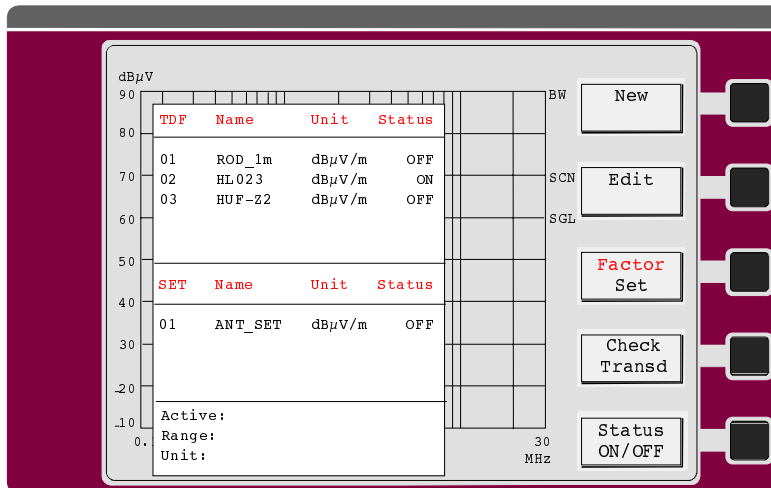 dBµV
90
80
70
60
50
40
30
20
10
0.
TDF Name Unit Status
01 ROD_1m dBµV/m OFF
02 HL023 dBµV/m ON
03 HUF-Z2 dBµV/m OFF
SET Name Unit Status
01 ANT_SET dBµV/m OFF
Active:
Range:
Unit:
BW
SCN
SGL
30
MHz
New
Edit
Factor
Set
Check
Transd
Status
ON/OFF